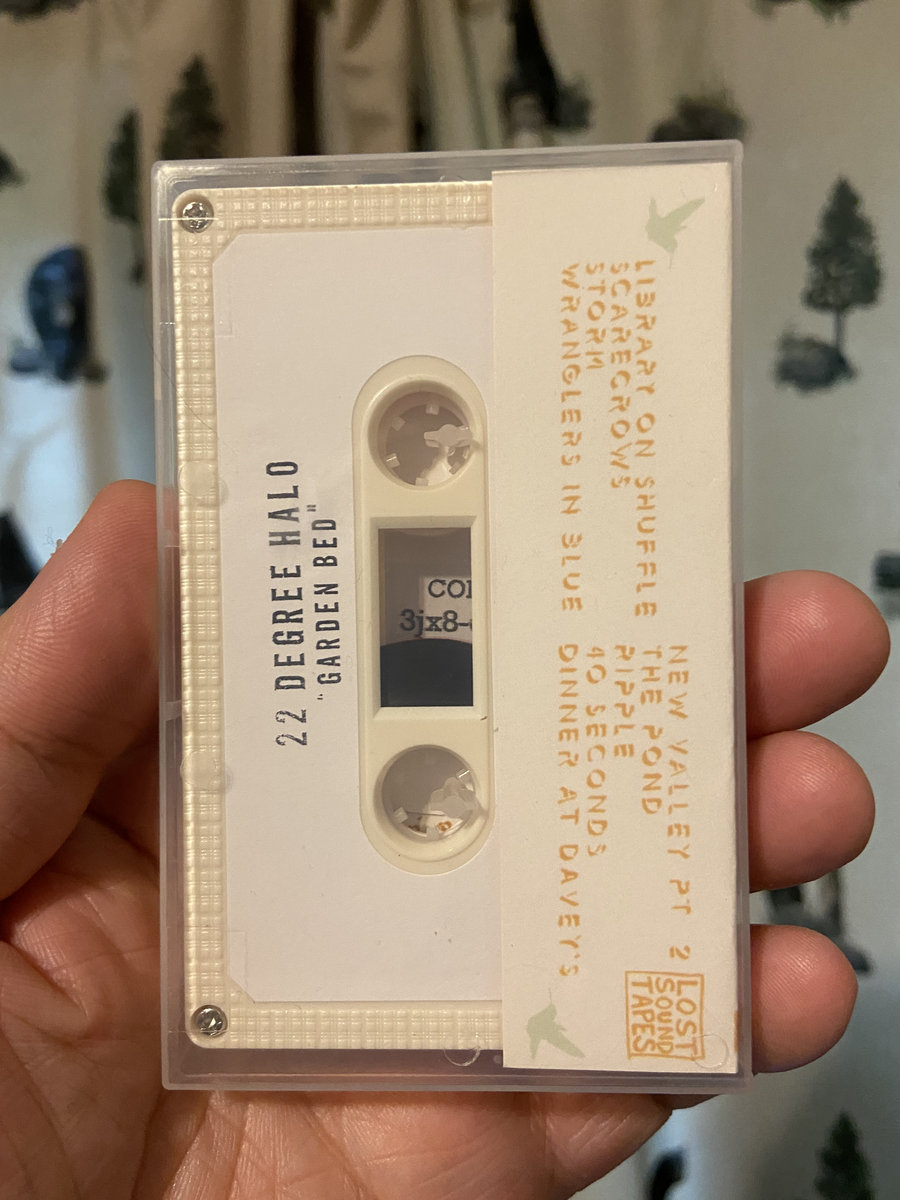 22 DEGREE HALO
"GARDEN BED"
3jx8-
LIBRARY ON SHUFFLE
SCARECROWS
STORM
WRANGLERS IN BLUE
NEW VALLEY PT 2
THE POND
RIPPLE
40 SECONDS
DINNER AT DAVEY'S
LOST
SOUND
TAPES